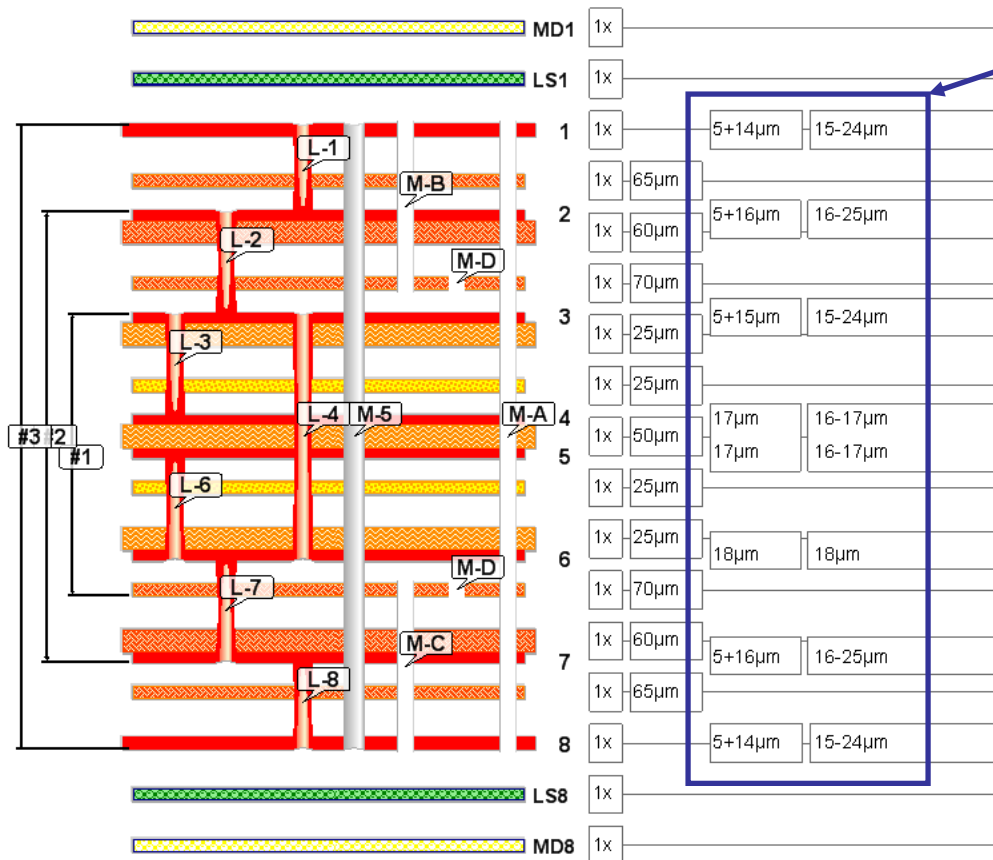 MD1 1x
LS1 1x
1 1x 5+14µm 15-24µm
L-1
1x 65µm
M-B
2 5+16µm 16-25µm
L-2 1x 60µm
M-D
1x 70µm
3 5+15µm 15-24µm
L-3 1x 25µm
1x 25µm
4 17µm 16-17µm
#3 #2 L-4 M-5 M-A 1x 50µm
#1 5 17µm 16-17µm
L-6 1x 25µm
1x 25µm
6 18µm 18µm
M-D
L-7 1x 70µm
M-C 1x 60µm
7 5+16µm 16-25µm
L-8 1x 65µm
8 1x 5+14µm 15-24µm
LS8 1x
MD8 1x